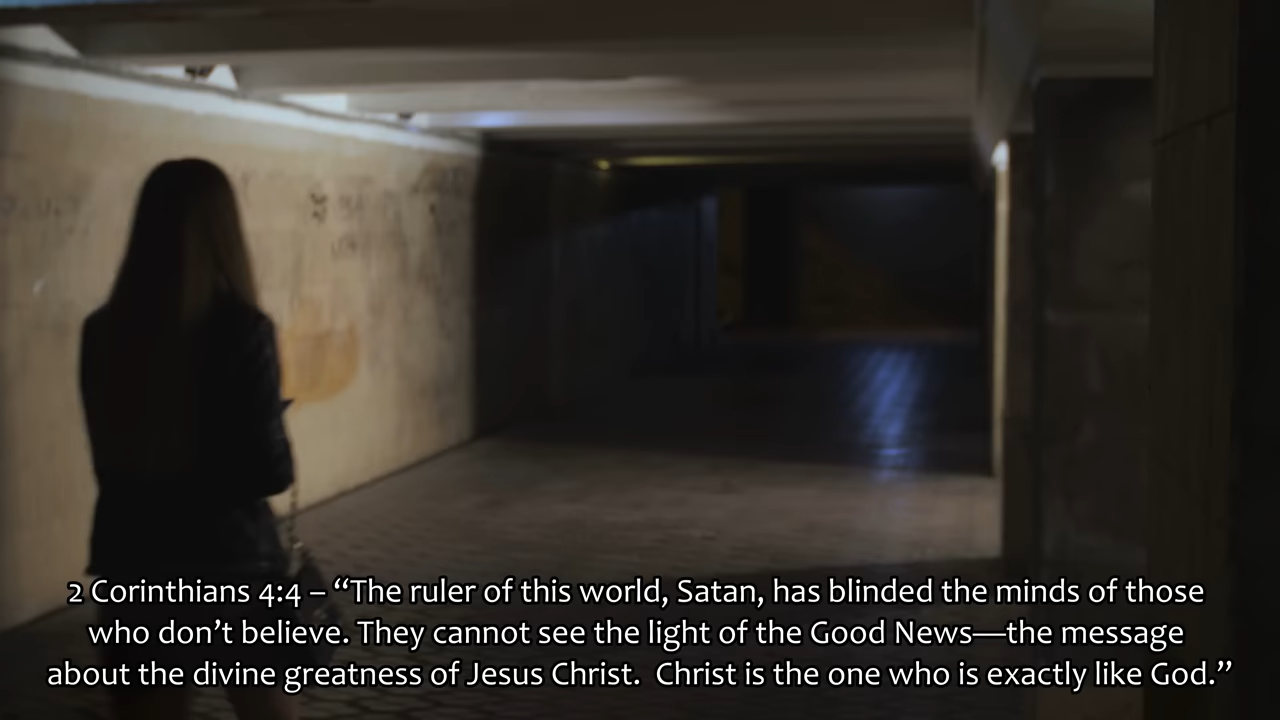 2 Corinthians 4:4 – “The ruler of this world, Satan, has blinded the minds of those
who don’t believe. They cannot see the light of the Good News—the message
about the divine greatness of Jesus Christ.  Christ is the one who is exactly like God.”